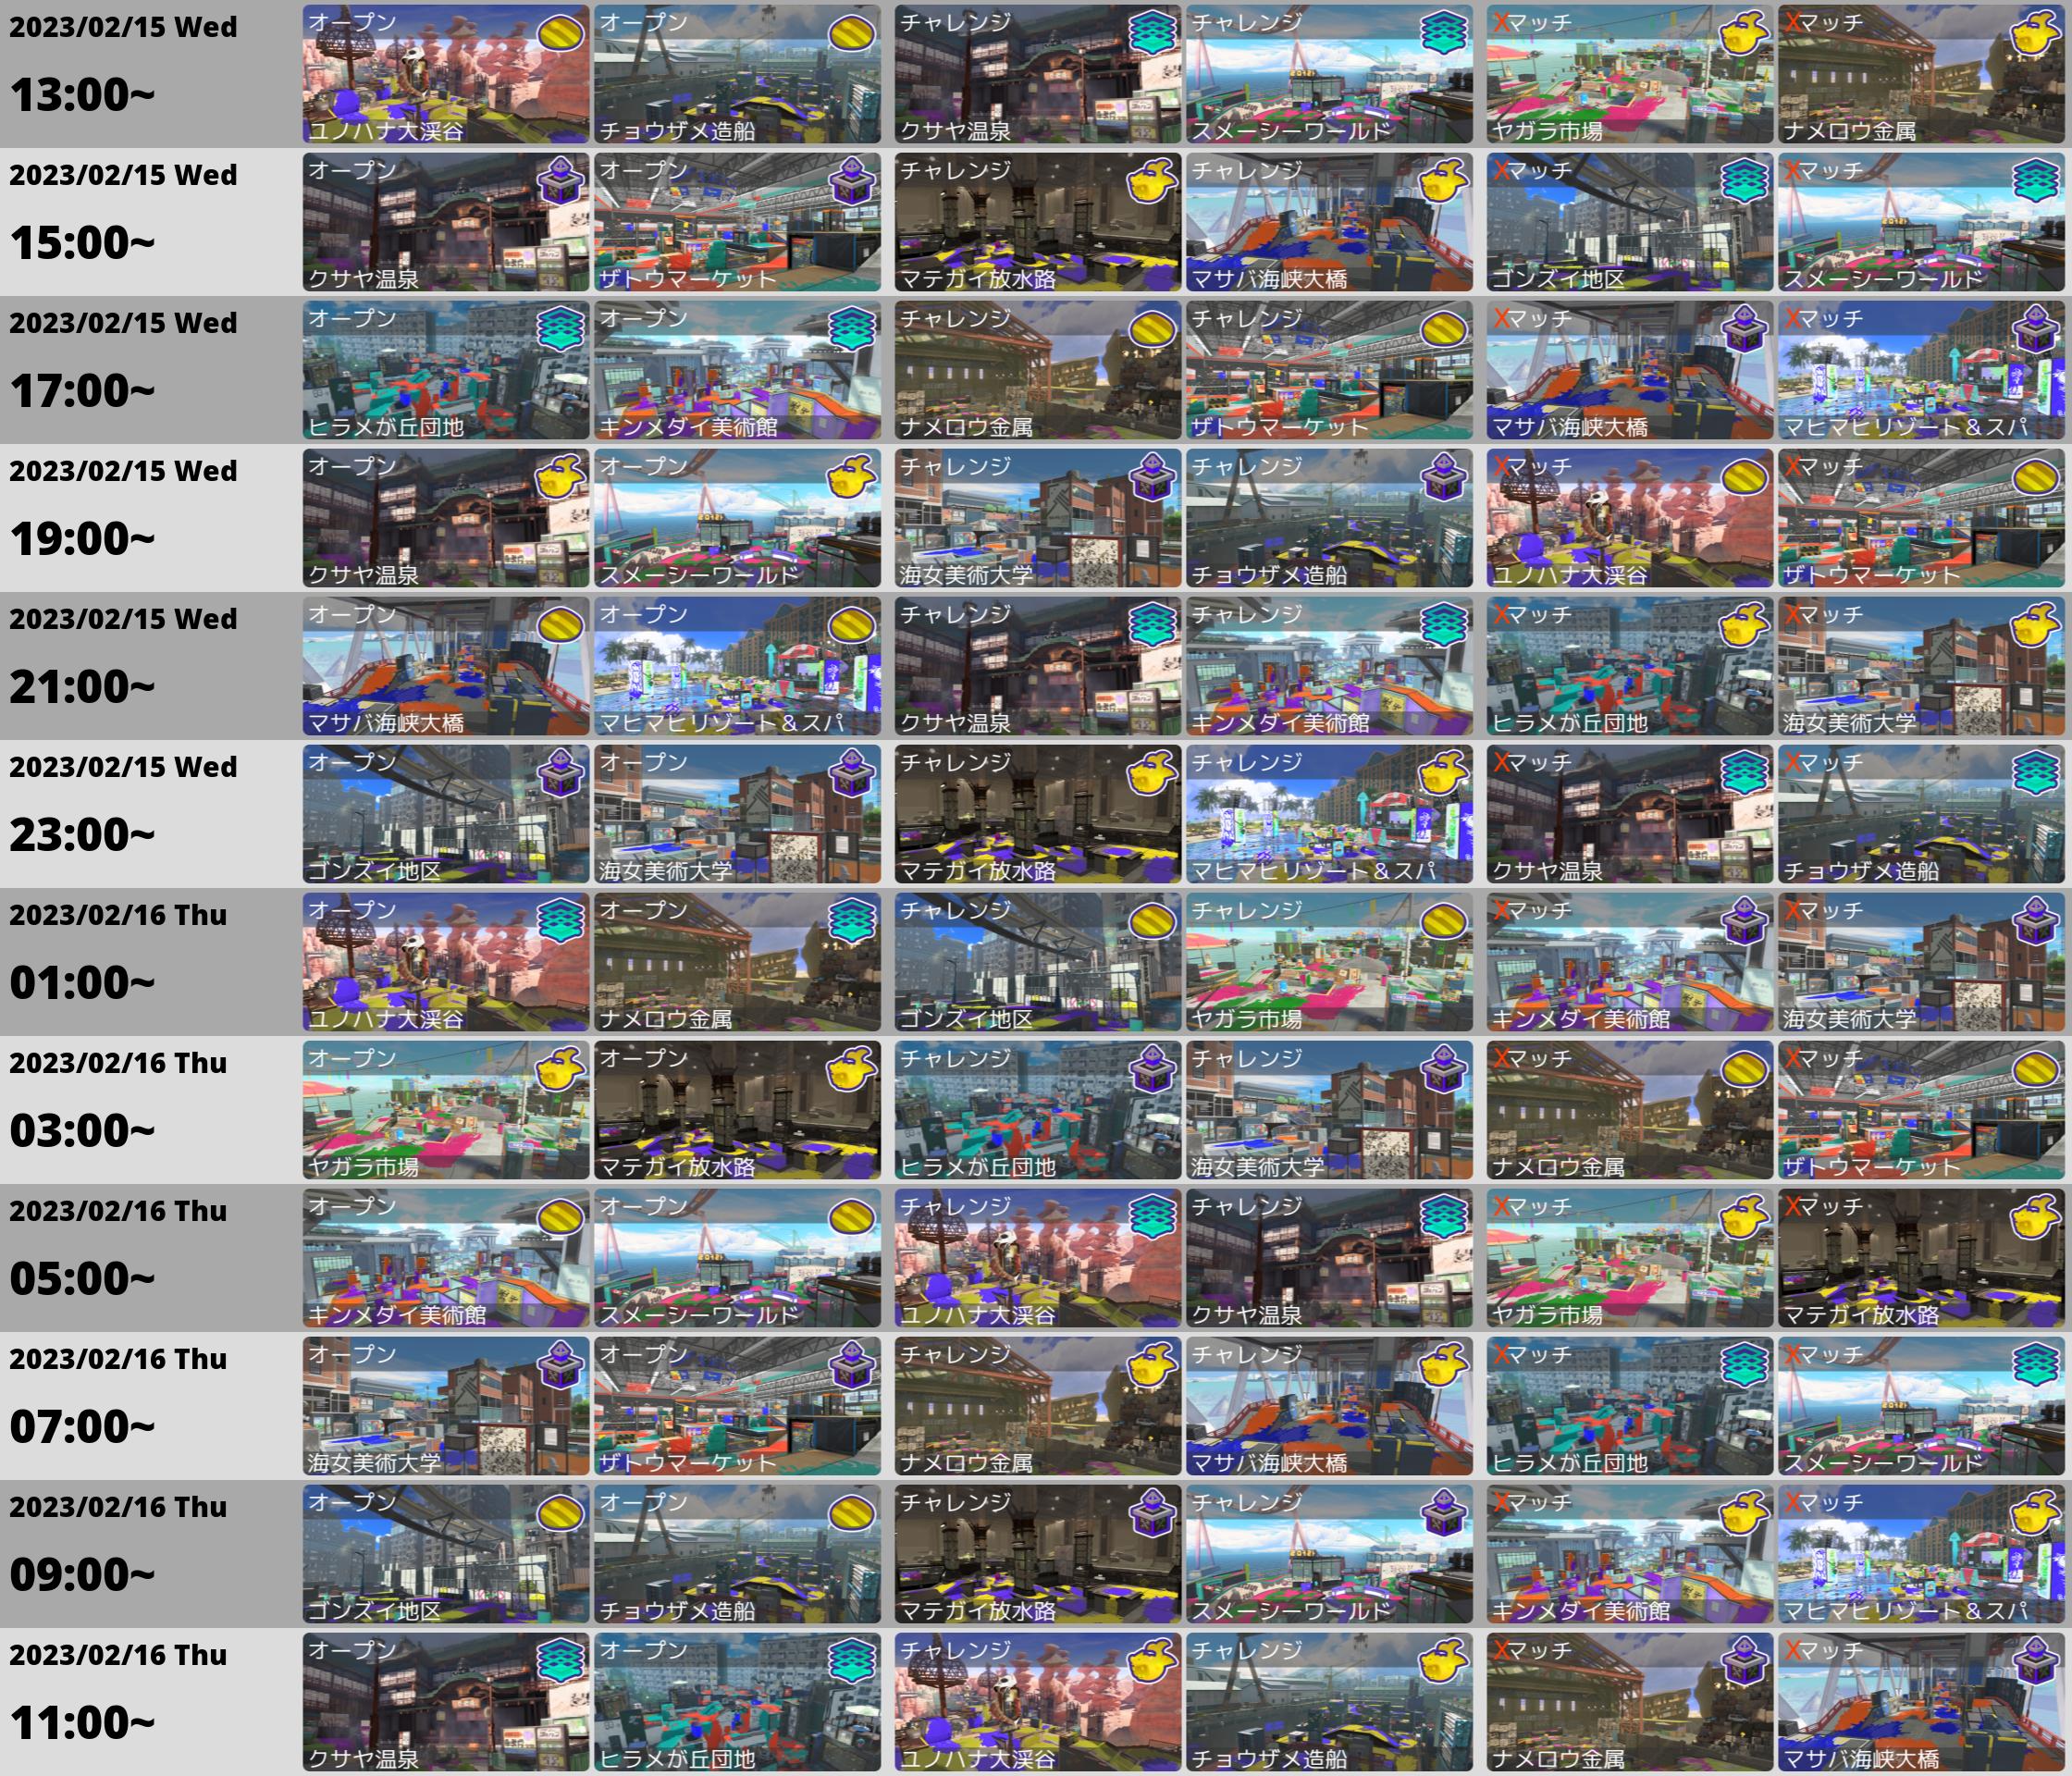 2023/02/15 Wed
13:00~
オープン
ユノハナ大渓谷
オープン
チョウザメ造船
チャレンジ
クサヤ温泉
チャレンジ
スメーシーワールド
Xマッチ
ヤガラ市場
Xマッチ
ナメロウ金属
2023/02/15 Wed
15:00~
オープン
クサヤ温泉
オープン
ザトウマーケット
チャレンジ
マテガイ放水路
チャレンジ
マサバ海峡大橋
Xマッチ
ゴンズイ地区
Xマッチ
スメーシーワールド
2023/02/15 Wed
17:00~
オープン
ヒラメが丘団地
オープン
キンメダイ美術館
チャレンジ
ナメロウ金属
チャレンジ
ザトウマーケット
Xマッチ
マサバ海峡大橋
Xマッチ
マヒマヒリゾート＆スパ
2023/02/15 Wed
19:00~
オープン
クサヤ温泉
オープン
スメーシーワールド
チャレンジ
海女美術大学
チャレンジ
チョウザメ造船
Xマッチ
ユノハナ大渓谷
Xマッチ
ザトウマーケット
2023/02/15 Wed
21:00~
オープン
マサバ海峡大橋
オープン
マヒマヒリゾート＆スパ
チャレンジ
クサヤ温泉
チャレンジ
キンメダイ美術館
Xマッチ
ヒラメが丘団地
Xマッチ
海女美術大学
2023/02/15 Wed
23:00~
オープン
ゴンズイ地区
オープン
海女美術大学
チャレンジ
マテガイ放水路
チャレンジ
マヒマヒリゾート＆スパ
Xマッチ
クサヤ温泉
Xマッチ
チョウザメ造船
2023/02/16 Thu
01:00~
オープン
ユノハナ大渓谷
オープン
ナメロウ金属
チャレンジ
ゴンズイ地区
チャレンジ
ヤガラ市場
Xマッチ
キンメダイ美術館
Xマッチ
海女美術大学
2023/02/16 Thu
03:00~
オープン
ヤガラ市場
オープン
マテガイ放水路
チャレンジ
ヒラメが丘団地
チャレンジ
海女美術大学
Xマッチ
ナメロウ金属
Xマッチ
ザトウマーケット
2023/02/16 Thu
05:00~
オープン
キンメダイ美術館
オープン
スメーシーワールド
チャレンジ
ユノハナ大渓谷
チャレンジ
クサヤ温泉
Xマッチ
ヤガラ市場
Xマッチ
マテガイ放水路
2023/02/16 Thu
07:00~
オープン
海女美術大学
オープン
ザトウマーケット
チャレンジ
ナメロウ金属
チャレンジ
マサバ海峡大橋
Xマッチ
ヒラメが丘団地
Xマッチ
スメーシーワールド
2023/02/16 Thu
09:00~
オープン
ゴンズイ地区
オープン
チョウザメ造船
チャレンジ
マテガイ放水路
チャレンジ
スメーシーワールド
Xマッチ
キンメダイ美術館
Xマッチ
マヒマヒリゾート＆スパ
2023/02/16 Thu
11:00~
オープン
クサヤ温泉
オープン
ヒラメが丘団地
チャレンジ
ユノハナ大渓谷
チャレンジ
チョウザメ造船
Xマッチ
ナメロウ金属
Xマッチ
マサバ海峡大橋